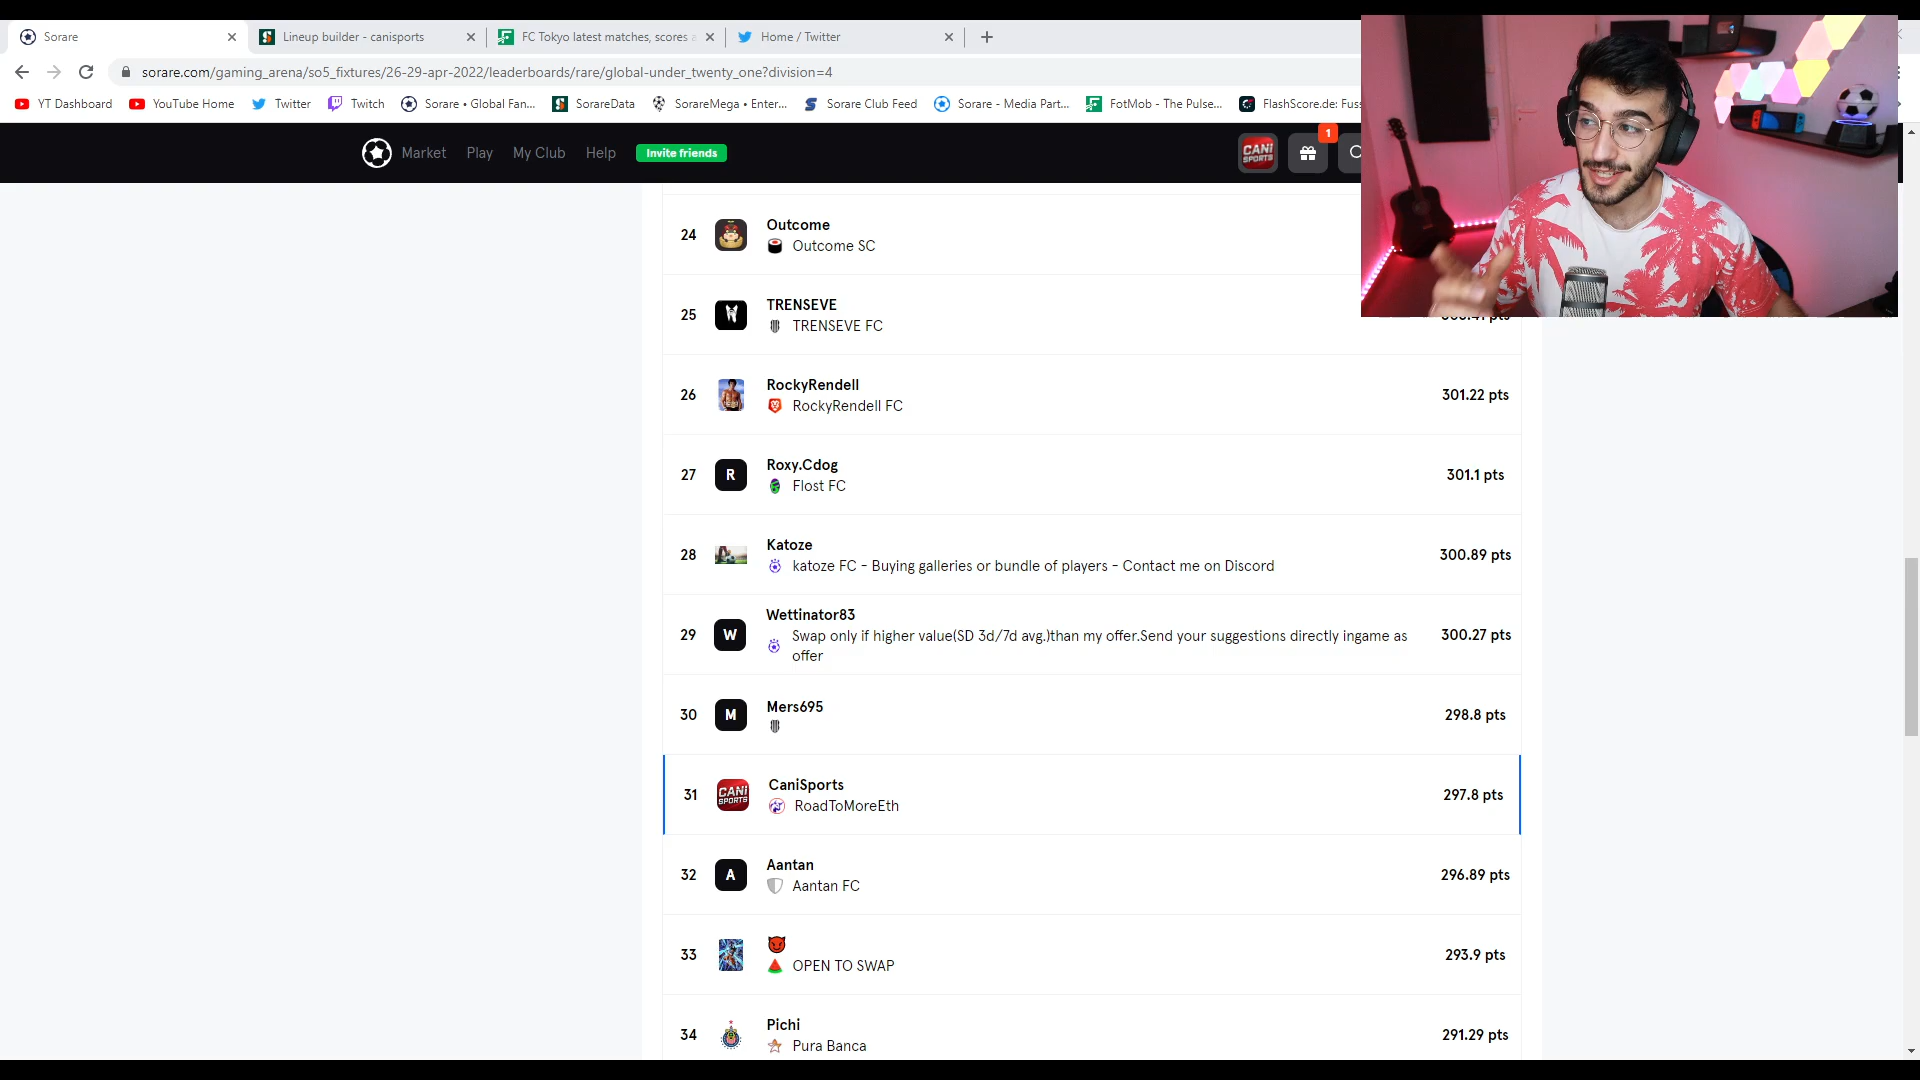 Sorare
Lineup builder - canisports
FC Tokyo latest matches, scores a
Home / Twitter
sorare.com/gaming_arena/so5_fixtures/26-29-apr-2022/leaderboards/rare/global-under_twenty_one?division=4
YT Dashboard
YouTube Home
Twitter
Twitch
Sorare • Global Fan...
SorareData
SorareMega • Enter...
Sorare Club Feed
Sorare - Media Part...
FotMob - The Pulse...
FlashScore.de: Fuss
Market
Play
My Club
Help
Invite friends
CANI
SPORTS
1
24
Outcome
Outcome SC
25
TRENSEVE
TRENSEVE FC
26
RockyRendell
RockyRendell FC
301.22 pts
27
R
Roxy.Cdog
Flost FC
301.1 pts
28
Katoze
katoze FC - Buying galleries or bundle of players - Contact me on Discord
300.89 pts
29
W
Wettinator83
Swap only if higher value(SD 3d/7d avg.)than my offer.Send your suggestions directly ingame as
offer
300.27 pts
30
M
Mers695
298.8 pts
31
CANI
SPORTS
CaniSports
RoadToMoreEth
297.8 pts
32
A
Aantan
Aantan FC
296.89 pts
33
OPEN TO SWAP
293.9 pts
34
Pichi
Pura Banca
291.29 pts